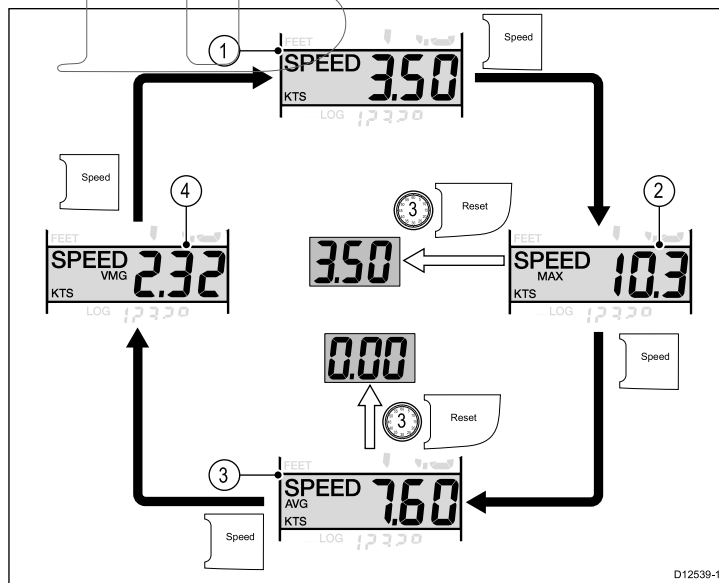 FEET
1
SPEED 3.50
KTS
LOG
Speed
Speed
4
3
Reset
2
FEET
SPEED
VMG
2.32
KTS
LOG
3.50
FEET
SPEED
MAX
10.3
KTS
LOG
0.00
Speed
3
Reset
3
FEET
SPEED
AVG
7.60
KTS
LOG
Speed
D12539-1